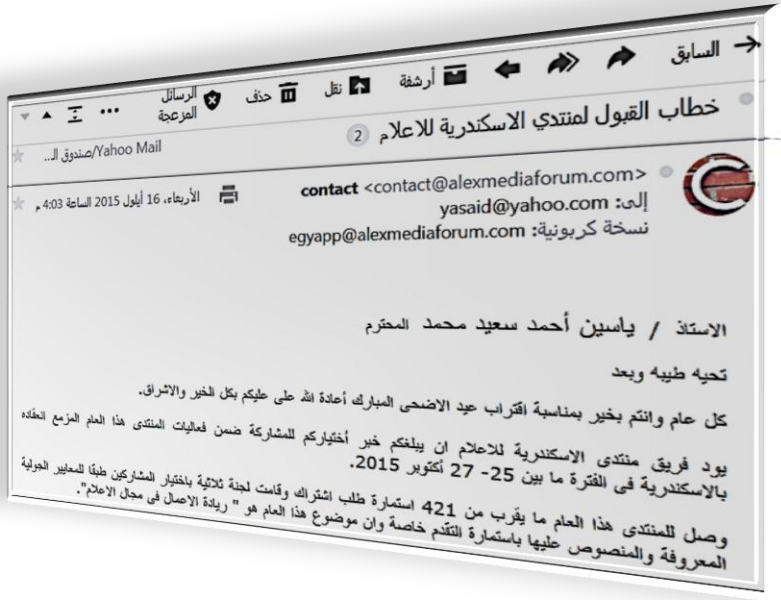 السابق
أرشفة
نقل
حذف
الرسائل المزعجة
خطاب القبول لمنتدي الاسكندرية للاعلام 2
Yahoo Mail/صندوق الـ...
contact <contact@alexmediaforum.com>
الأربعاء، 16 أيلول 2015 الساعة 4:03 م
إلى: yasaid@yahoo.com
نسخة كربونية: egyapp@alexmediaforum.com
الاستاذ / ياسين أحمد سعيد محمد المحترم
تحيه طيبه وبعد
كل عام وانتم بخير بمناسبة اقتراب عيد الاضحى المبارك أعادة الله على عليكم بكل الخير والاشراق.
يود فريق منتدى الاسكندرية للاعلام ان يبلغكم خبر أختياركم للمشاركة ضمن فعاليات المنتدى هذا العام المزمع انعقاده
بالاسكندرية فى الفترة ما بين 25- 27 أكتوبر 2015.
وصل للمنتدى هذا العام ما يقرب من 421 استمارة طلب اشتراك وقامت لجنة ثلاثية باختيار المشاركين طبقًا للمعايير الجولية
المعروفة والمنصوص عليها باستمارة التقدم خاصة وان موضوع هذا العام هو " ريادة الاعمال فى مجال الاعلام".